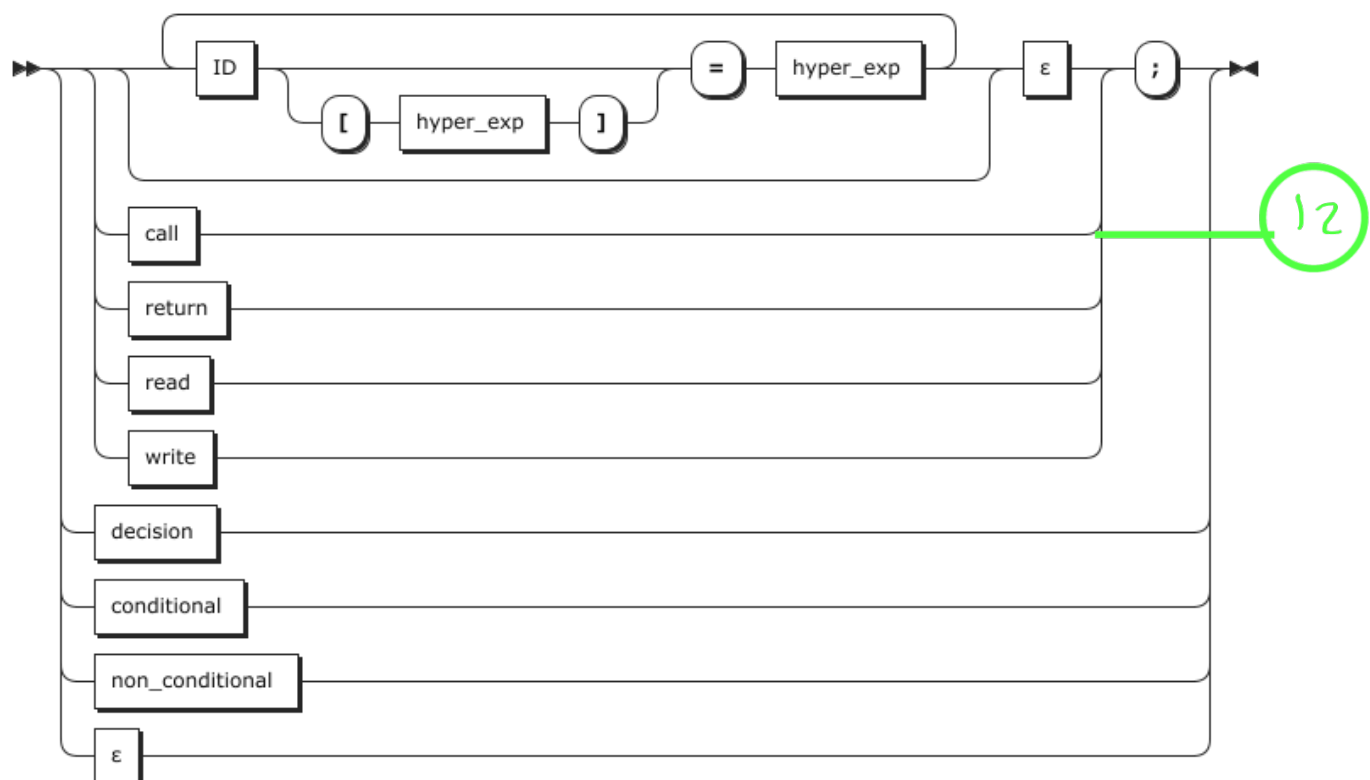 ID = hyper_exp ε ;
[ hyper_exp ]
call
12
return
read
write
decision
conditional
non_conditional
ε